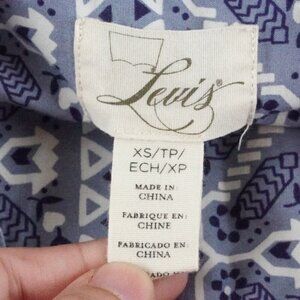 Levi's
XS/TP/
ECH/XP
MADE IN:
CHINA
FABRIQUE EN:
CHINE
FABRICADO EN:
CHINA